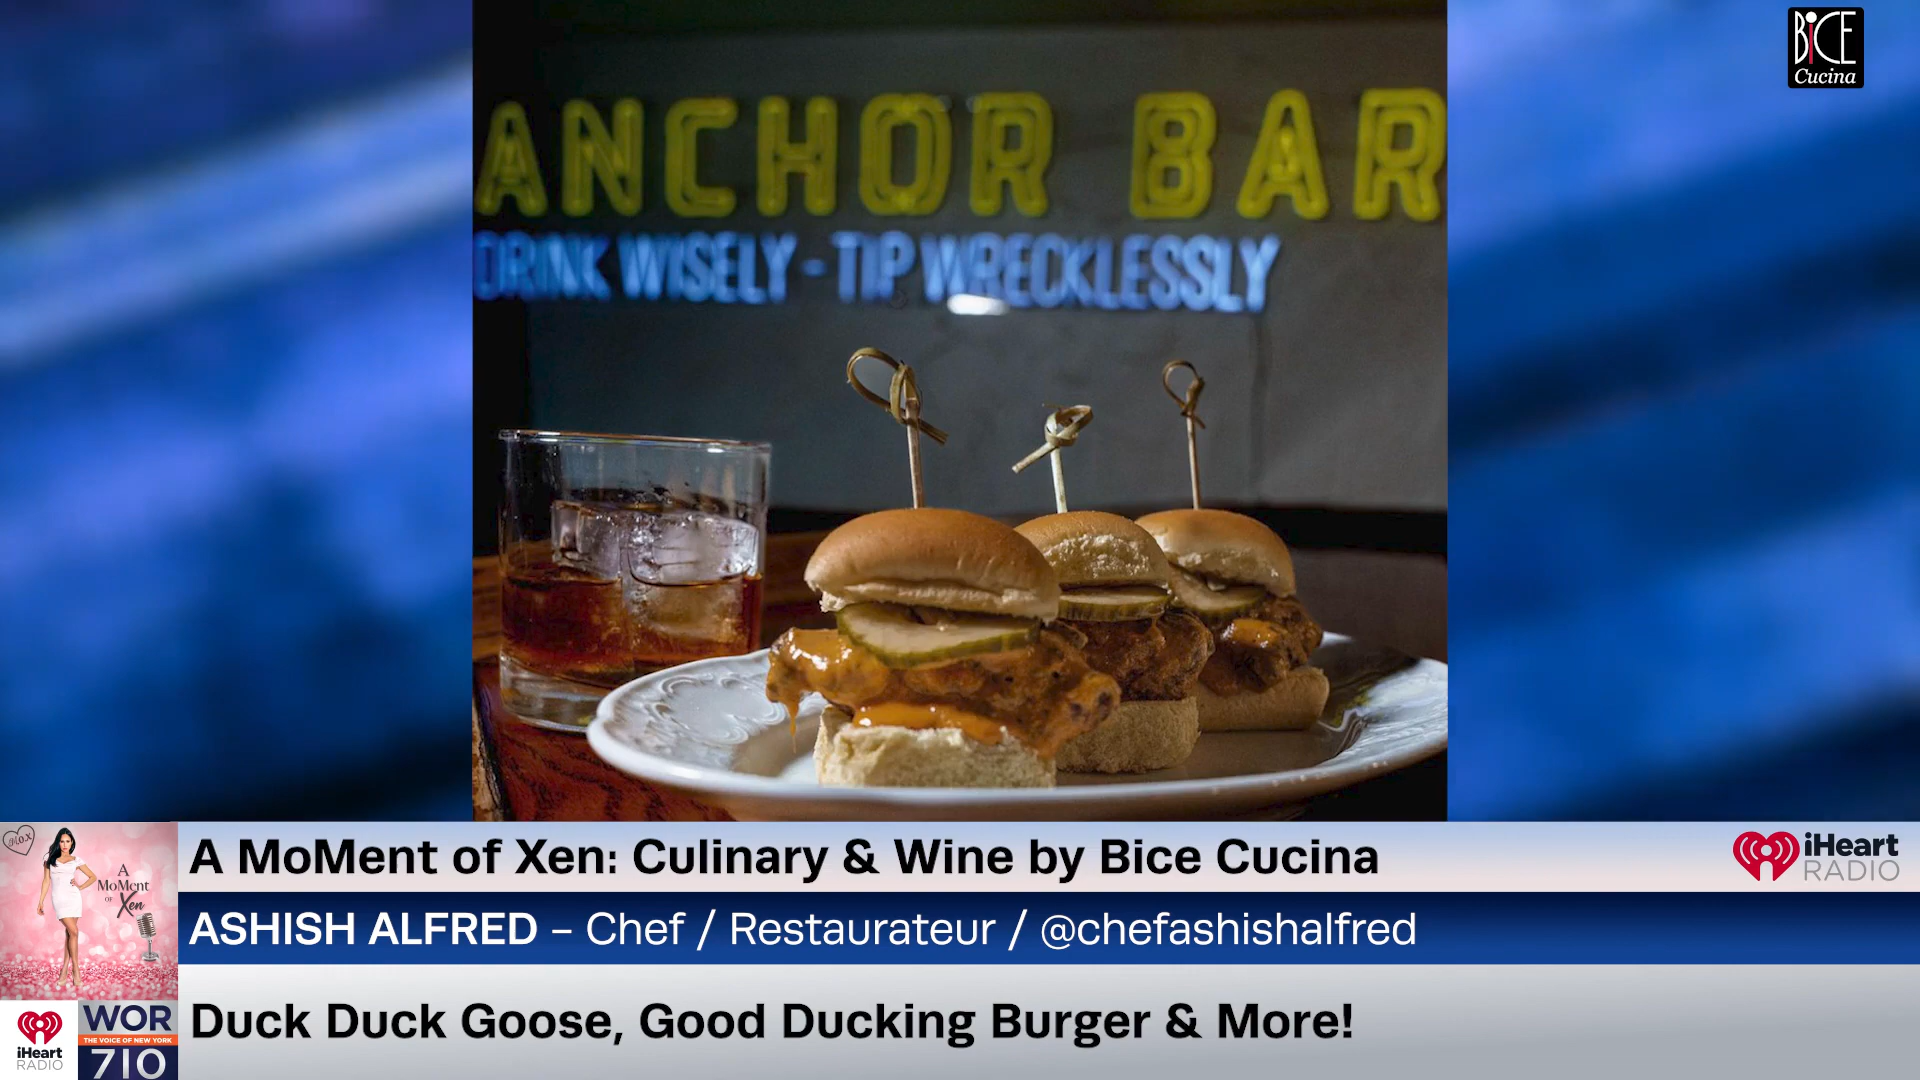 BiCE
Cucina
ANCHOR BAR
DRINK WISELY - TIP WRECKLESSLY
M.O.X
A
MoMent
OF
Xen
A MoMent of Xen: Culinary & Wine by Bice Cucina
iHeart
RADIO
ASHISH ALFRED – Chef / Restaurateur / @chefashishalfred
Duck Duck Goose, Good Ducking Burger & More!
iHeart
RADIO
WOR
THE VOICE OF NEW YORK
710